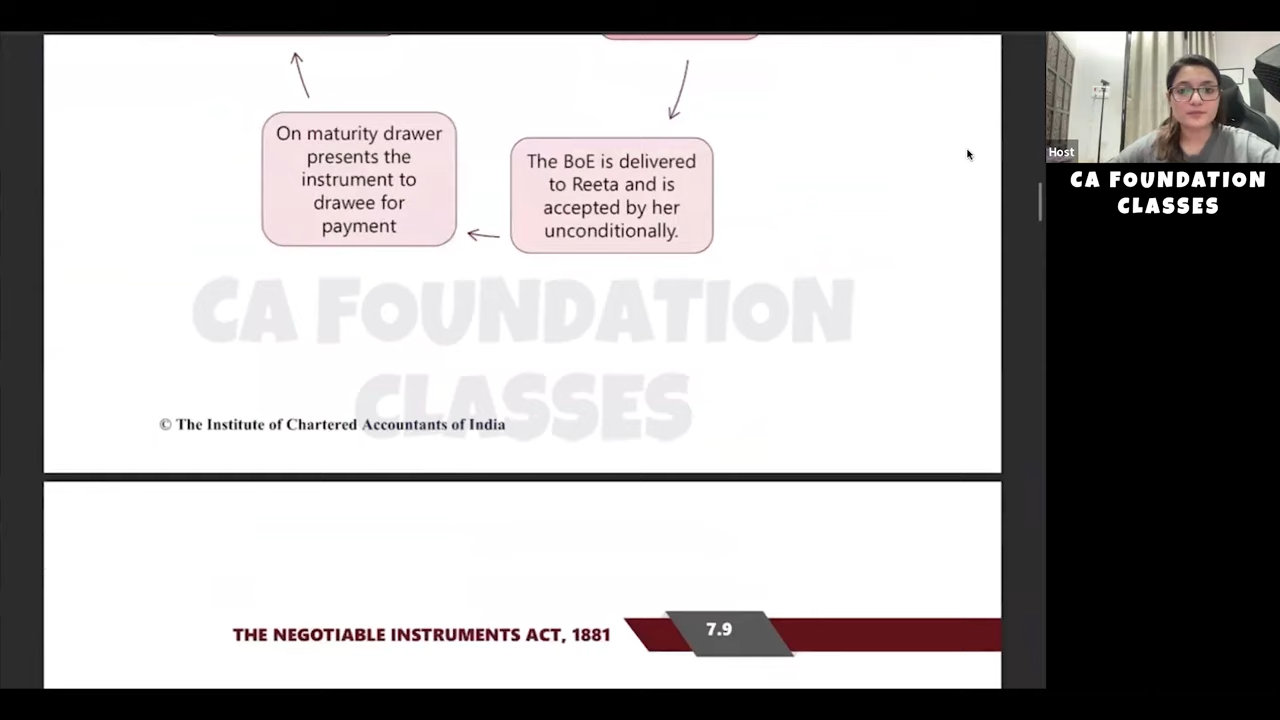 On maturity drawer
presents the
instrument to
drawee for
payment
The BoE is delivered
to Reeta and is
accepted by her
unconditionally.
Host
CA FOUNDATION
CLASSES
CA FOUNDATION
CLASSES
© The Institute of Chartered Accountants of India
THE NEGOTIABLE INSTRUMENTS ACT, 1881
7.9